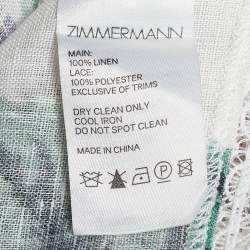 ZIMMERMANN
MAIN:
100% LINEN
LACE:
100% POLYESTER
EXCLUSIVE OF TRIMS
DRY CLEAN ONLY
COOL IRON
DO NOT SPOT CLEAN
MADE IN CHINA
P